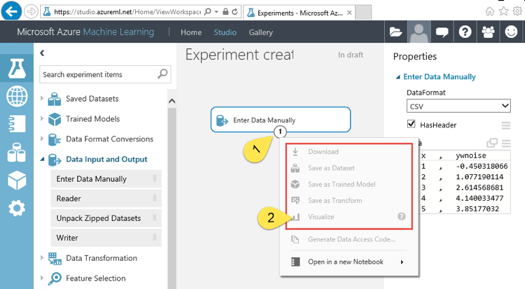 https://studio.azureml.net/Home/ViewWorkspace
Experiments - Microsoft Az...
Microsoft Azure Machine Learning
Home Studio Gallery
Search experiment items
Saved Datasets
Trained Models
Data Format Conversions
Data Input and Output
Enter Data Manually
Reader
Unpack Zipped Datasets
Writer
Data Transformation
Feature Selection
Experiment creat
In draft
Enter Data Manually
1
1
2
Download
Save as Dataset
Save as Trained Model
Save as Transform
Visualize
Generate Data Access Code...
Open in a new Notebook
Properties
Enter Data Manually
DataFormat
CSV
HasHeader
x , ywnoise
1 , -0.450318066
2 , 1.077190114
3 , 2.614568681
4 , 4.140033477
5 , 3.85177032